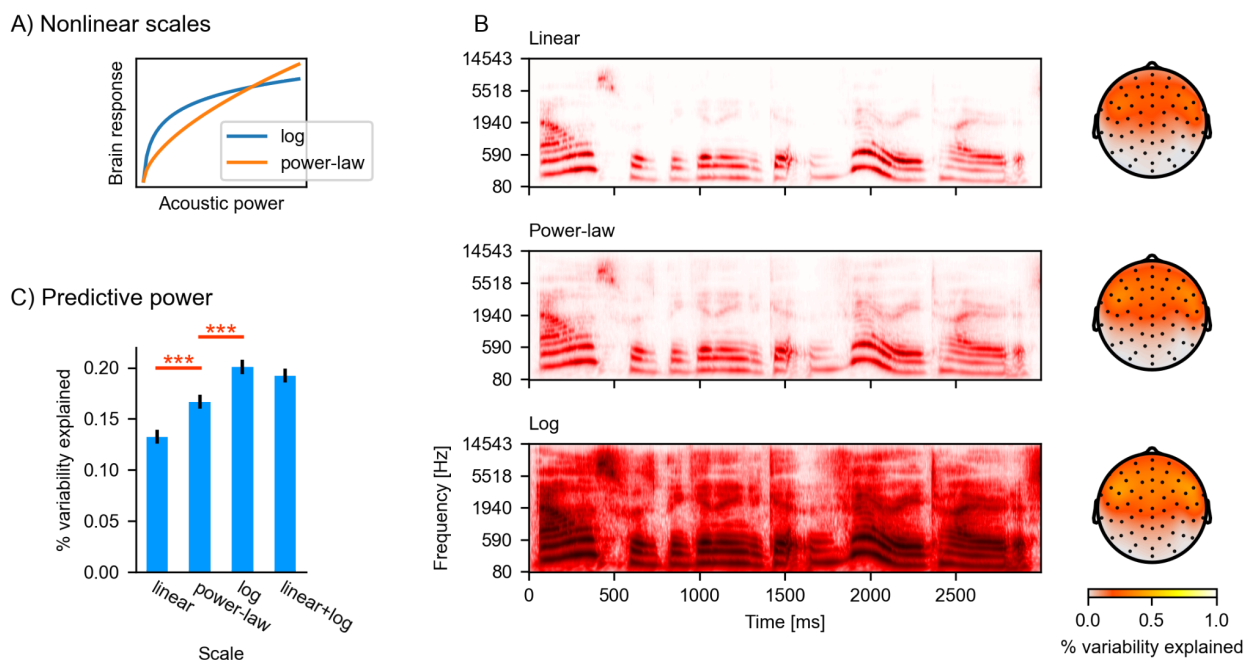 A) Nonlinear scales
Brain response
log
power-law
Acoustic power
B
Linear
14543
5518
1940
590
80
Power-law
14543
5518
1940
590
80
Log
Frequency [Hz]
14543
5518
1940
590
80
0
500
1000
1500
2000
2500
Time [ms]
0.0
0.5
1.0
% variability explained
C) Predictive power
***
***
% variability explained
0.20
0.15
0.10
0.05
0.00
linear
power-law
log
linear+log
Scale